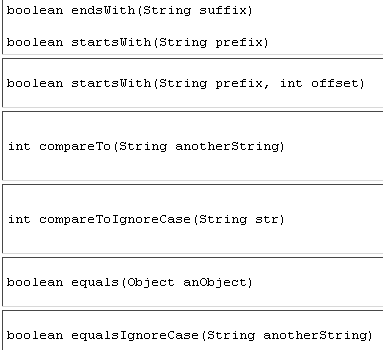 boolean endsWith(String suffix)
boolean startsWith(String prefix)
boolean startsWith(String prefix, int offset)
int compareTo(String anotherString)
int compareToIgnoreCase(String str)
boolean equals(Object anObject)
boolean equalsIgnoreCase(String anotherString)